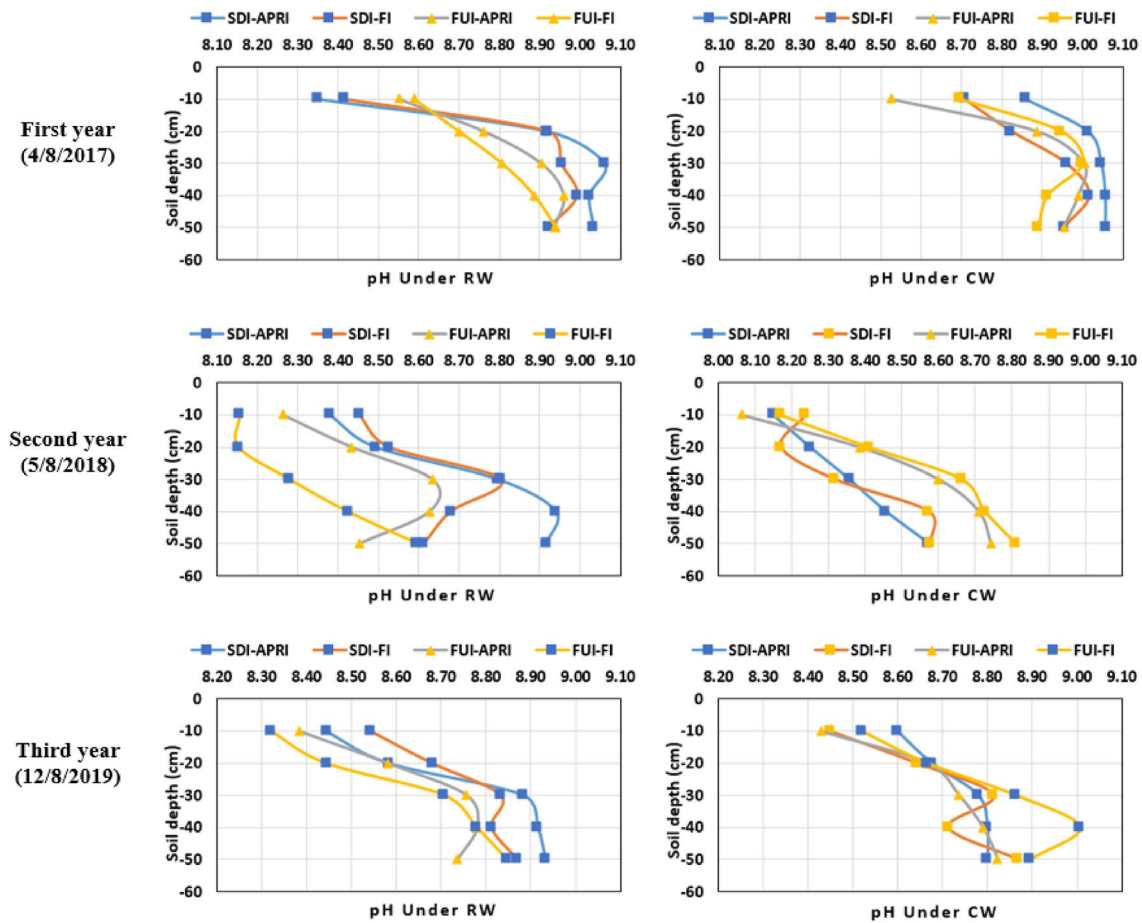 SDI-APRI SDI-FI FUI-APRI FUI-FI
8.10 8.20 8.30 8.40 8.50 8.60 8.70 8.80 8.90 9.00 9.10
0
-10
-20
-30
-40
-50
-60
Soil depth (cm)
pH Under RW
SDI-APRI SDI-FI FUI-APRI FUI-FI
8.10 8.20 8.30 8.40 8.50 8.60 8.70 8.80 8.90 9.00 9.10
0
-10
-20
-30
-40
-50
-60
Soil depth (cm)
pH Under CW
First year
(4/8/2017)
SDI-APRI SDI-FI FUI-APRI FUI-FI
8.10 8.20 8.30 8.40 8.50 8.60 8.70 8.80 8.90 9.00 9.10
0
-10
-20
-30
-40
-50
-60
Soil depth (cm)
pH Under RW
SDI-APRI SDI-FI FUI-APRI FUI-FI
8.00 8.10 8.20 8.30 8.40 8.50 8.60 8.70 8.80 8.90 9.00 9.10
0
-10
-20
-30
-40
-50
-60
Soil depth (cm)
pH Under CW
Second year
(5/8/2018)
SDI-APRI SDI-FI FUI-APRI FUI-FI
8.20 8.30 8.40 8.50 8.60 8.70 8.80 8.90 9.00 9.10
0
-10
-20
-30
-40
-50
-60
Soil depth (cm)
pH Under RW
SDI-APRI SDI-FI FUI-APRI FUI-FI
8.20 8.30 8.40 8.50 8.60 8.70 8.80 8.90 9.00 9.10
0
-10
-20
-30
-40
-50
-60
Soil depth (cm)
pH Under CW
Third year
(12/8/2019)